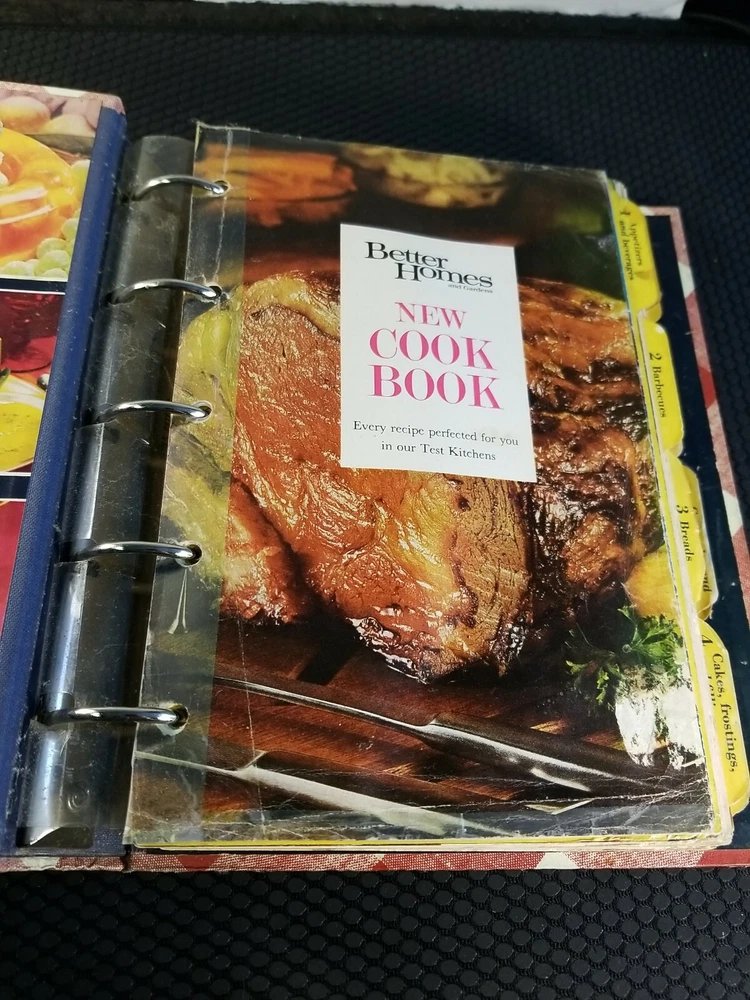 Better
Homes
and Gardens
NEW
COOK
BOOK
Every recipe perfected for you
in our Test Kitchens
1 Appetizers
and beverages
2 Barbecues
3 Breads
4. Cakes, frostings,